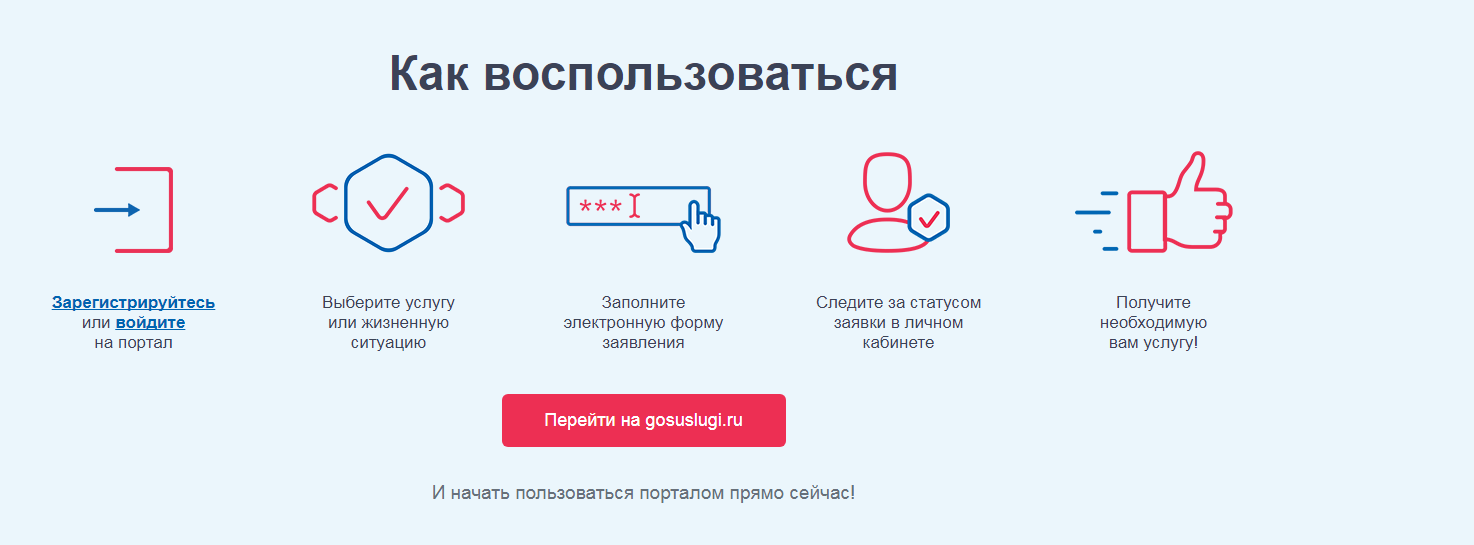 Как воспользоваться
***
Зарегистрируйтесь
или войдите
на портал
Выберите услугу
или жизненную
ситуацию
Заполните
электронную форму
заявления
Следите за статусом
заявки в личном
кабинете
Получите
необходимую
вам услугу!
Перейти на gosuslugi.ru
И начать пользоваться порталом прямо сейчас!